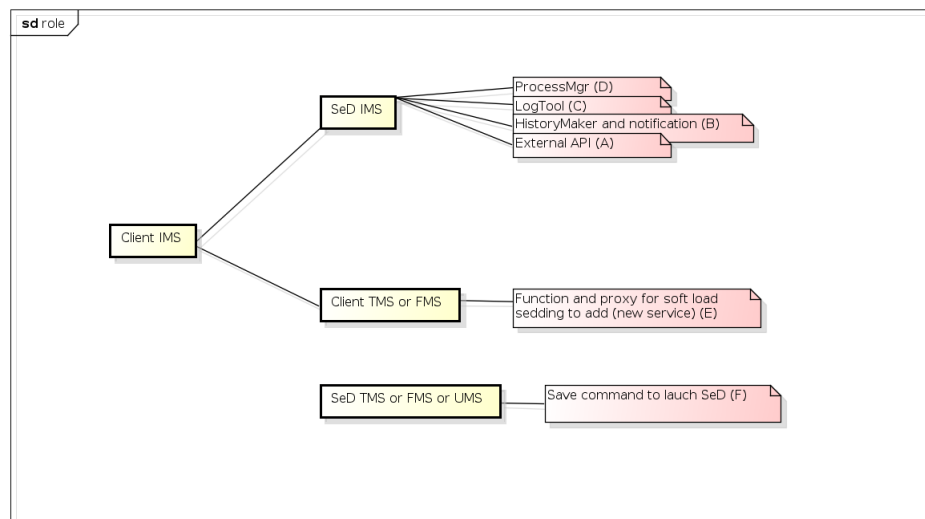 sd role
ProcessMgr (D)
SeD IMS
LogTool (C)
HistoryMaker and notification (B)
External API (A)
Client IMS
Client TMS or FMS
Function and proxy for soft load
sedding to add (new service) (E)
SeD TMS or FMS or UMS
Save command to lauch SeD (F)